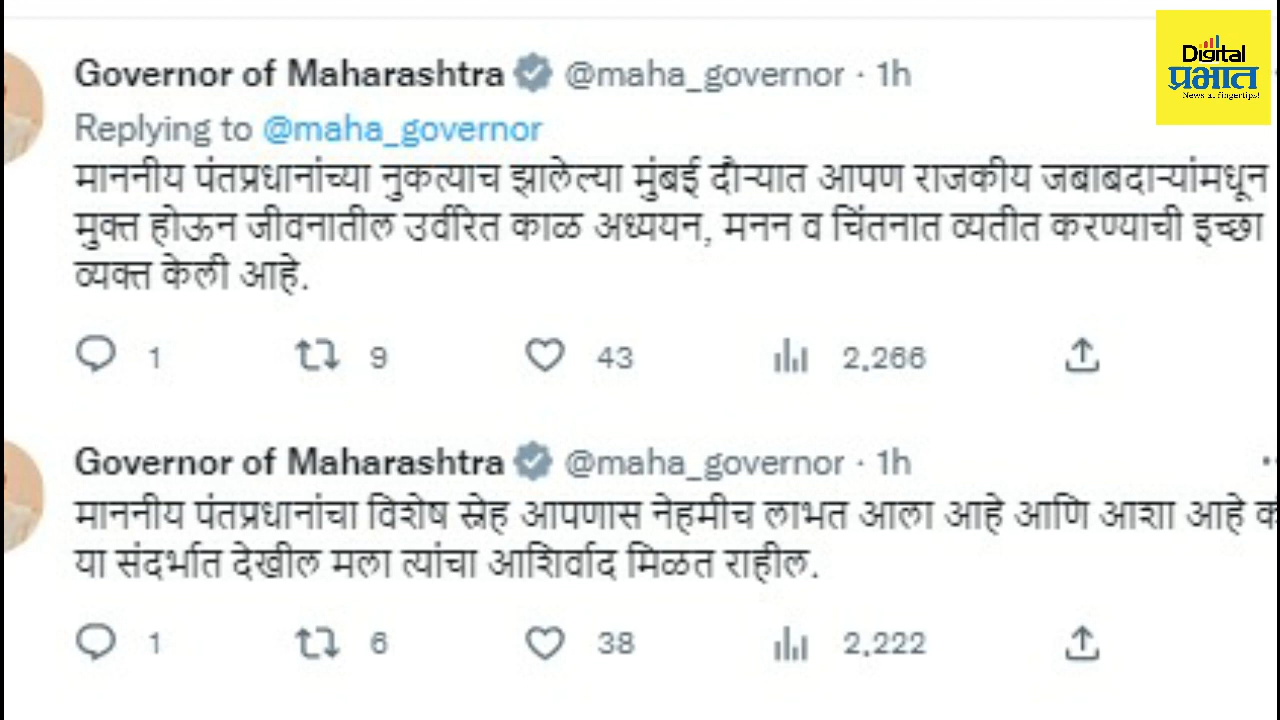 Digital
प्रभात
News at fingertips!
Governor of Maharashtra @maha_governor · 1h
Replying to @maha_governor
माननीय पंतप्रधानांच्या नुकत्याच झालेल्या मुंबई दौऱ्यात आपण राजकीय जबाबदाऱ्यांमधून
मुक्त होऊन जीवनातील उर्वरित काळ अध्ययन, मनन व चिंतनात व्यतीत करण्याची इच्छा
व्यक्त केली आहे.
1 9 43 2,266
Governor of Maharashtra @maha_governor · 1h
माननीय पंतप्रधानांचा विशेष स्नेह आपणास नेहमीच लाभत आला आहे आणि आशा आहे
या संदर्भात देखील मला त्यांचा आशिर्वाद मिळत राहील.
1 6 38 2,222